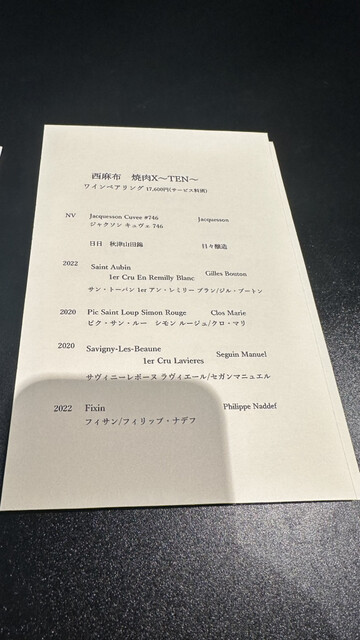 西麻布 焼肉X〜TEN〜
ワインペアリング 17,600円(サービス料別)
NV Jacquesson Cuvee #746 Jacquesson
ジャクソン キュヴェ 746
日日 秋津山田錦 日々醸造
2022 Saint Aubin
1er Cru En Remilly Blanc Gilles Bouton
サン・トーバン 1er アン・レミリー ブラン/ジル・ブートン
2020 Pic Saint Loup Simon Rouge Clos Marie
ピク・サン・ルー シモン ルージュ/クロ・マリ
2020 Savigny-Les-Beaune
1er Cru Lavieres Seguin Manuel
サヴィニーレボーヌ ラヴィエール/セガンマニュエル
2022 Fixin Philippe Naddef
フィサン/フィリップ・ナデフ